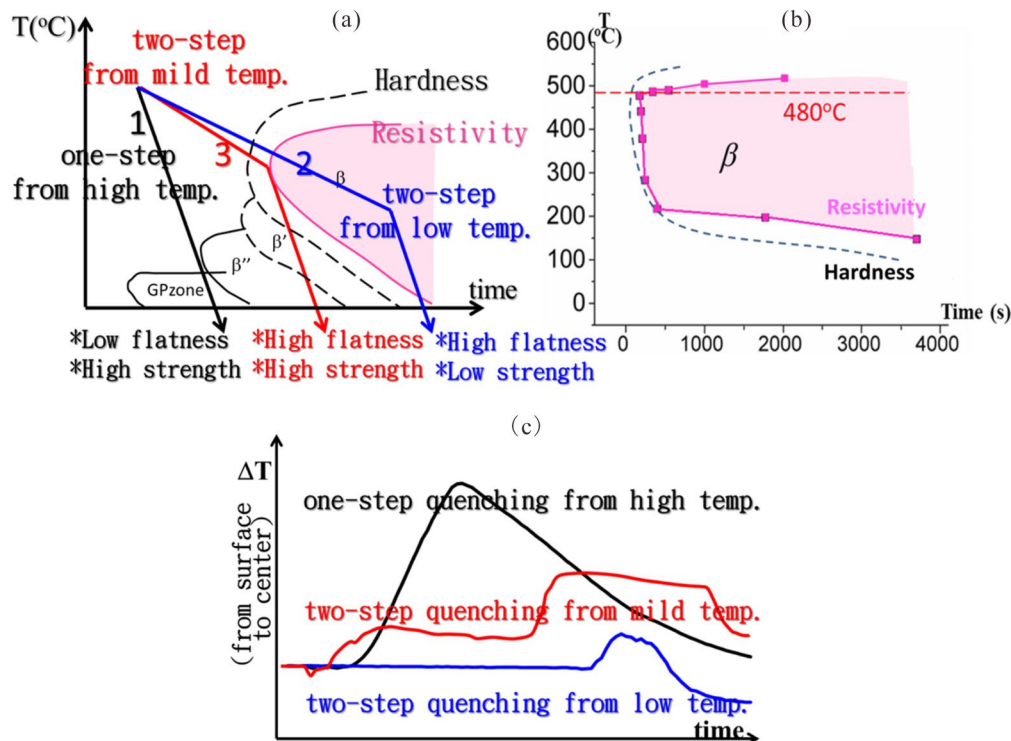 (a)
T(°C)
two-step
from mild temp.
Hardness
Resistivity
1
one-step
from high temp.
3
2
β
two-step
from low temp.
β'
β''
GPzone
time
*Low flatness
*High strength
*High flatness
*High strength
*High flatness
*Low strength
(b)
T
(°C)
600
500
400
300
200
100
0
480°C
β
Resistivity
Hardness
Time (s)
0
1000
2000
3000
4000
(c)
ΔT
(from surface
to center)
one-step quenching from high temp.
two-step quenching from mild temp.
two-step quenching from low temp.
time